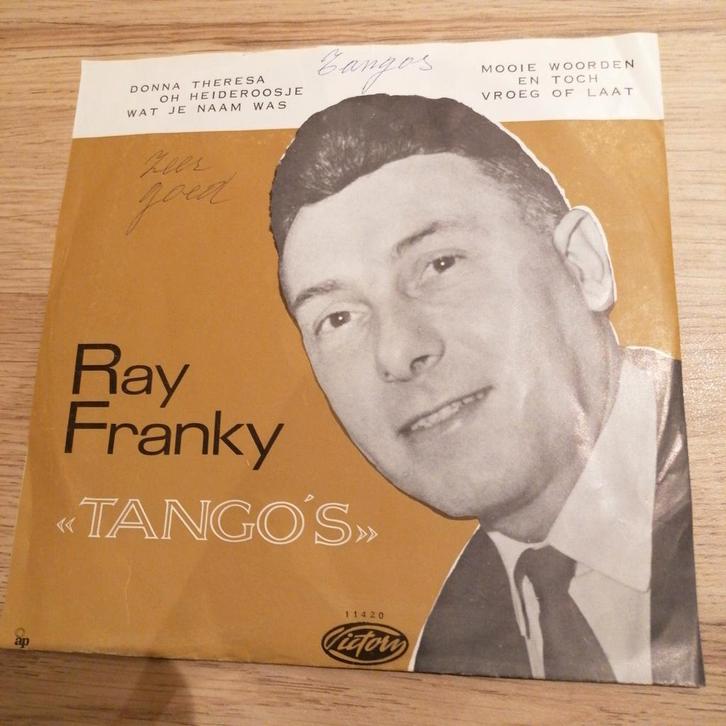 Tangos
DONNA THERESA
OH HEIDEROOSJE
WAT JE NAAM WAS
MOOIE WOORDEN
EN TOCH
VROEG OF LAAT
zeer
goed
Ray
Franky
«TANGO'S»
11420
Victory
ap